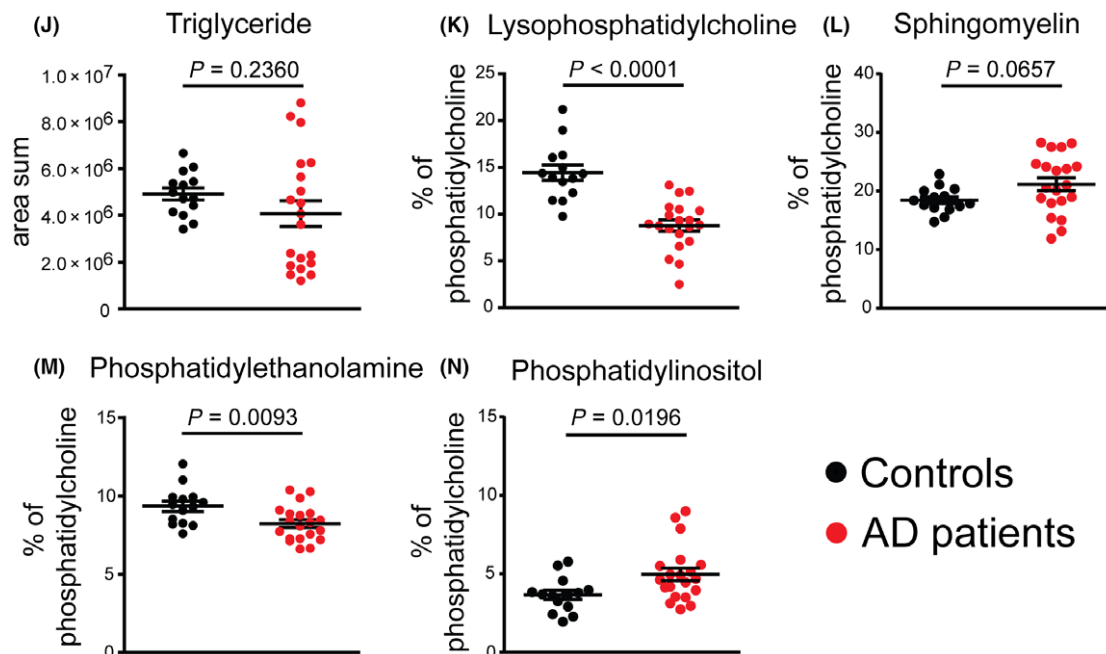 (J) Triglyceride
P = 0.2360
area sum
1.0 × 10⁷
8.0 × 10⁶
6.0 × 10⁶
4.0 × 10⁶
2.0 × 10⁶
0
(K) Lysophosphatidylcholine
P < 0.0001
% of
phosphatidylcholine
25
20
15
10
5
0
(L) Sphingomyelin
P = 0.0657
% of
phosphatidylcholine
40
30
20
10
0
(M) Phosphatidylethanolamine
P = 0.0093
% of
phosphatidylcholine
15
10
5
0
(N) Phosphatidylinositol
P = 0.0196
% of
phosphatidylcholine
15
10
5
0
Controls
AD patients